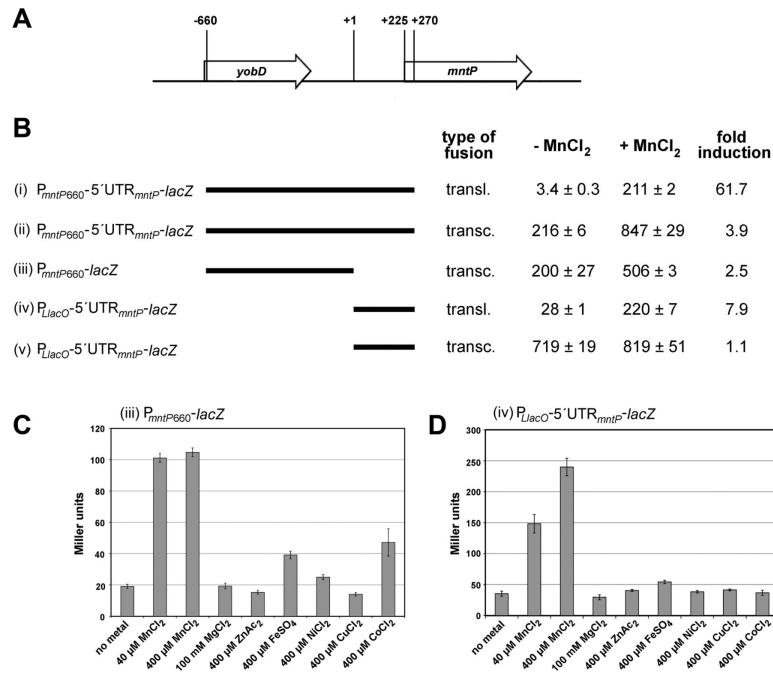 A
-660 +1 +225 +270
yobD mntP
B
type of fusion - MnCl₂ + MnCl₂ fold induction
(i) PmntP660-5´UTRmntP-lacZ transl. 3.4 ± 0.3 211 ± 2 61.7
(ii) PmntP660-5´UTRmntP-lacZ transc. 216 ± 6 847 ± 29 3.9
(iii) PmntP660-lacZ transc. 200 ± 27 506 ± 3 2.5
(iv) PLlacO-5´UTRmntP-lacZ transl. 28 ± 1 220 ± 7 7.9
(v) PLlacO-5´UTRmntP-lacZ transc. 719 ± 19 819 ± 51 1.1
C
(iii) PmntP660-lacZ
Miller units
120
100
80
60
40
20
0
no metal
40 µM MnCl₂
400 µM MnCl₂
100 mM MgCl₂
400 µM ZnAc₂
400 µM FeSO₄
400 µM NiCl₂
400 µM CuCl₂
400 µM CoCl₂
D
(iv) PLlacO-5´UTRmntP-lacZ
Miller units
300
250
200
150
100
50
0
no metal
40 µM MnCl₂
400 µM MnCl₂
100 mM MgCl₂
400 µM ZnAc₂
400 µM FeSO₄
400 µM NiCl₂
400 µM CuCl₂
400 µM CoCl₂